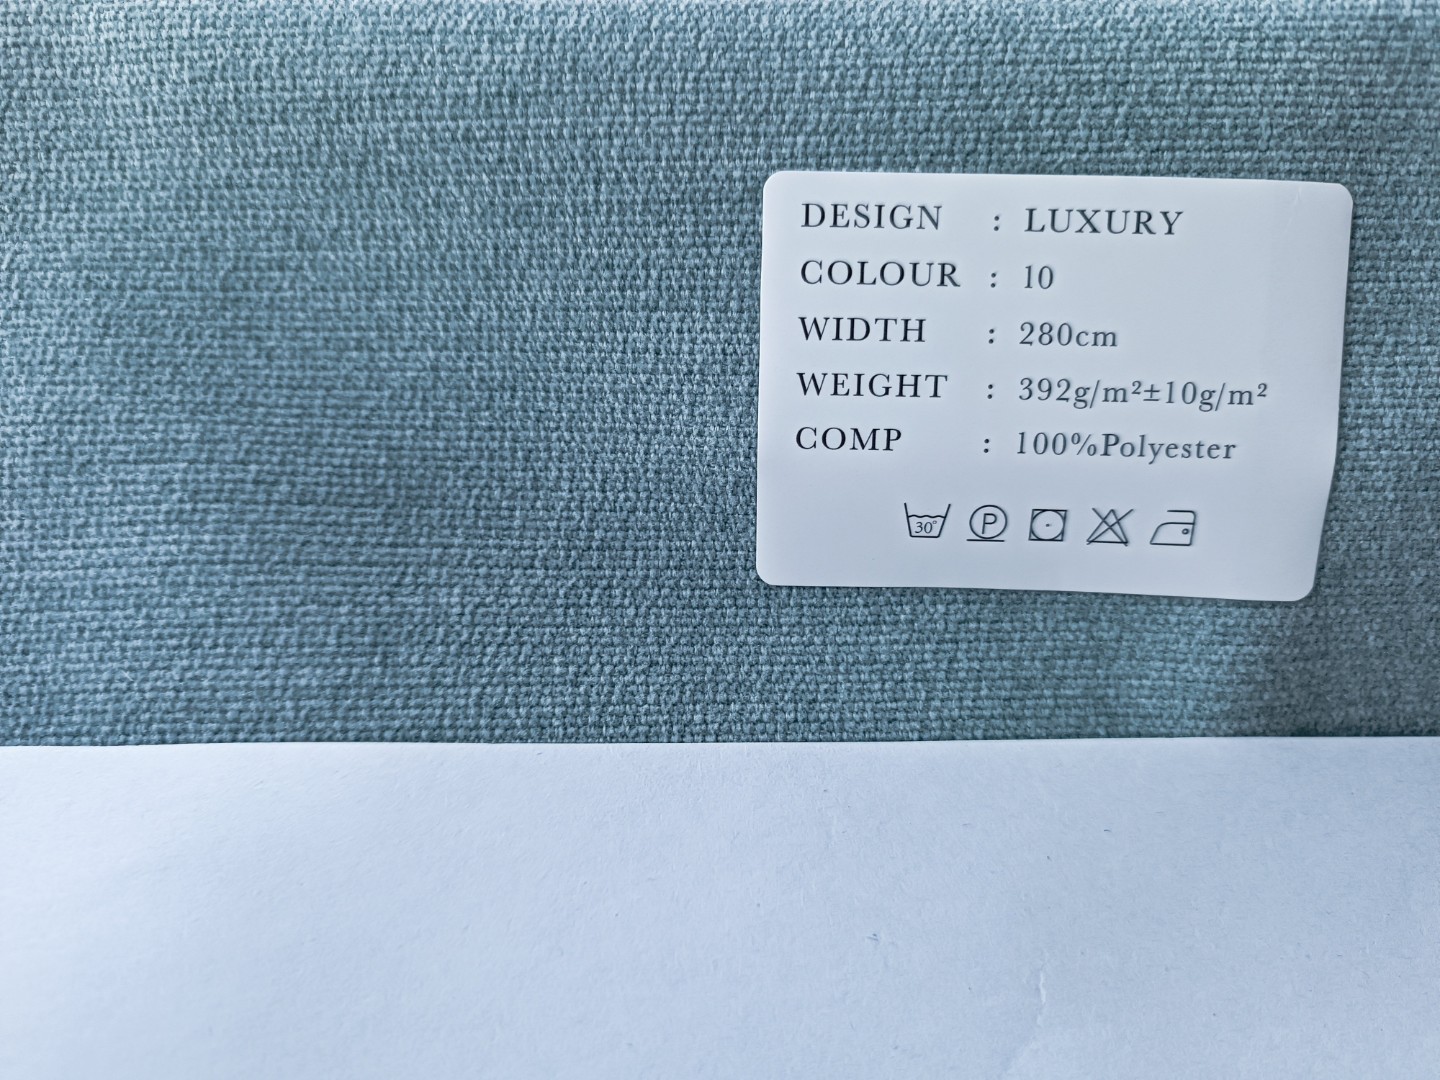 DESIGN : LUXURY
COLOUR : 10
WIDTH : 280cm
WEIGHT : 392g/m²±10g/m²
COMP : 100%Polyester
30° P